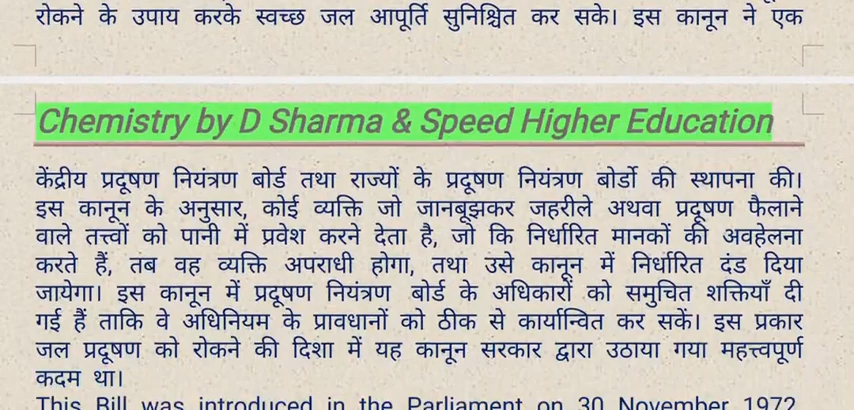 रोकने के उपाय करके स्वच्छ जल आपूर्ति सुनिश्चित कर सके। इस कानून ने एक
Chemistry by D Sharma & Speed Higher Education
केंद्रीय प्रदूषण नियंत्रण बोर्ड तथा राज्यों के प्रदूषण नियंत्रण बोर्डो की स्थापना की।
इस कानून के अनुसार, कोई व्यक्ति जो जानबूझकर जहरीले अथवा प्रदूषण फैलाने
वाले तत्त्वों को पानी में प्रवेश करने देता है, जो कि निर्धारित मानकों की अवहेलना
करते हैं, तब वह व्यक्ति अपराधी होगा, तथा उसे कानून में निर्धारित दंड दिया
जायेगा। इस कानून में प्रदूषण नियन्त्रण बोर्ड के अधिकारों को समुचित शक्तियाँ दी
गई हैं ताकि वे अधिनियम के प्रावधानों को ठीक से कार्यान्वित कर सकें। इस प्रकार
जल प्रदूषण को रोकने की दिशा में यह कानून सरकार द्वारा उठाया गया महत्त्वपूर्ण
कदम था।
This Bill was introduced in the Parliament on 30 November 1972.